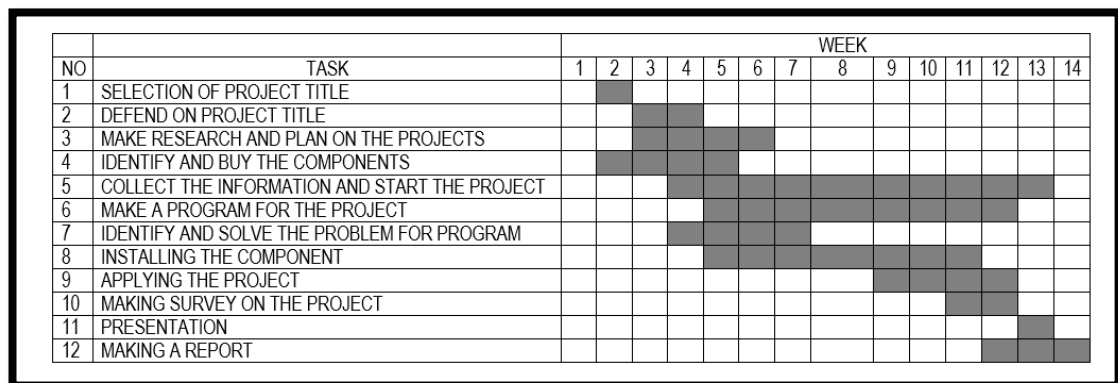 WEEK
NO TASK 1 2 3 4 5 6 7 8 9 10 11 12 13 14
1 SELECTION OF PROJECT TITLE
2 DEFEND ON PROJECT TITLE
3 MAKE RESEARCH AND PLAN ON THE PROJECTS
4 IDENTIFY AND BUY THE COMPONENTS
5 COLLECT THE INFORMATION AND START THE PROJECT
6 MAKE A PROGRAM FOR THE PROJECT
7 IDENTIFY AND SOLVE THE PROBLEM FOR PROGRAM
8 INSTALLING THE COMPONENT
9 APPLYING THE PROJECT
10 MAKING SURVEY ON THE PROJECT
11 PRESENTATION
12 MAKING A REPORT